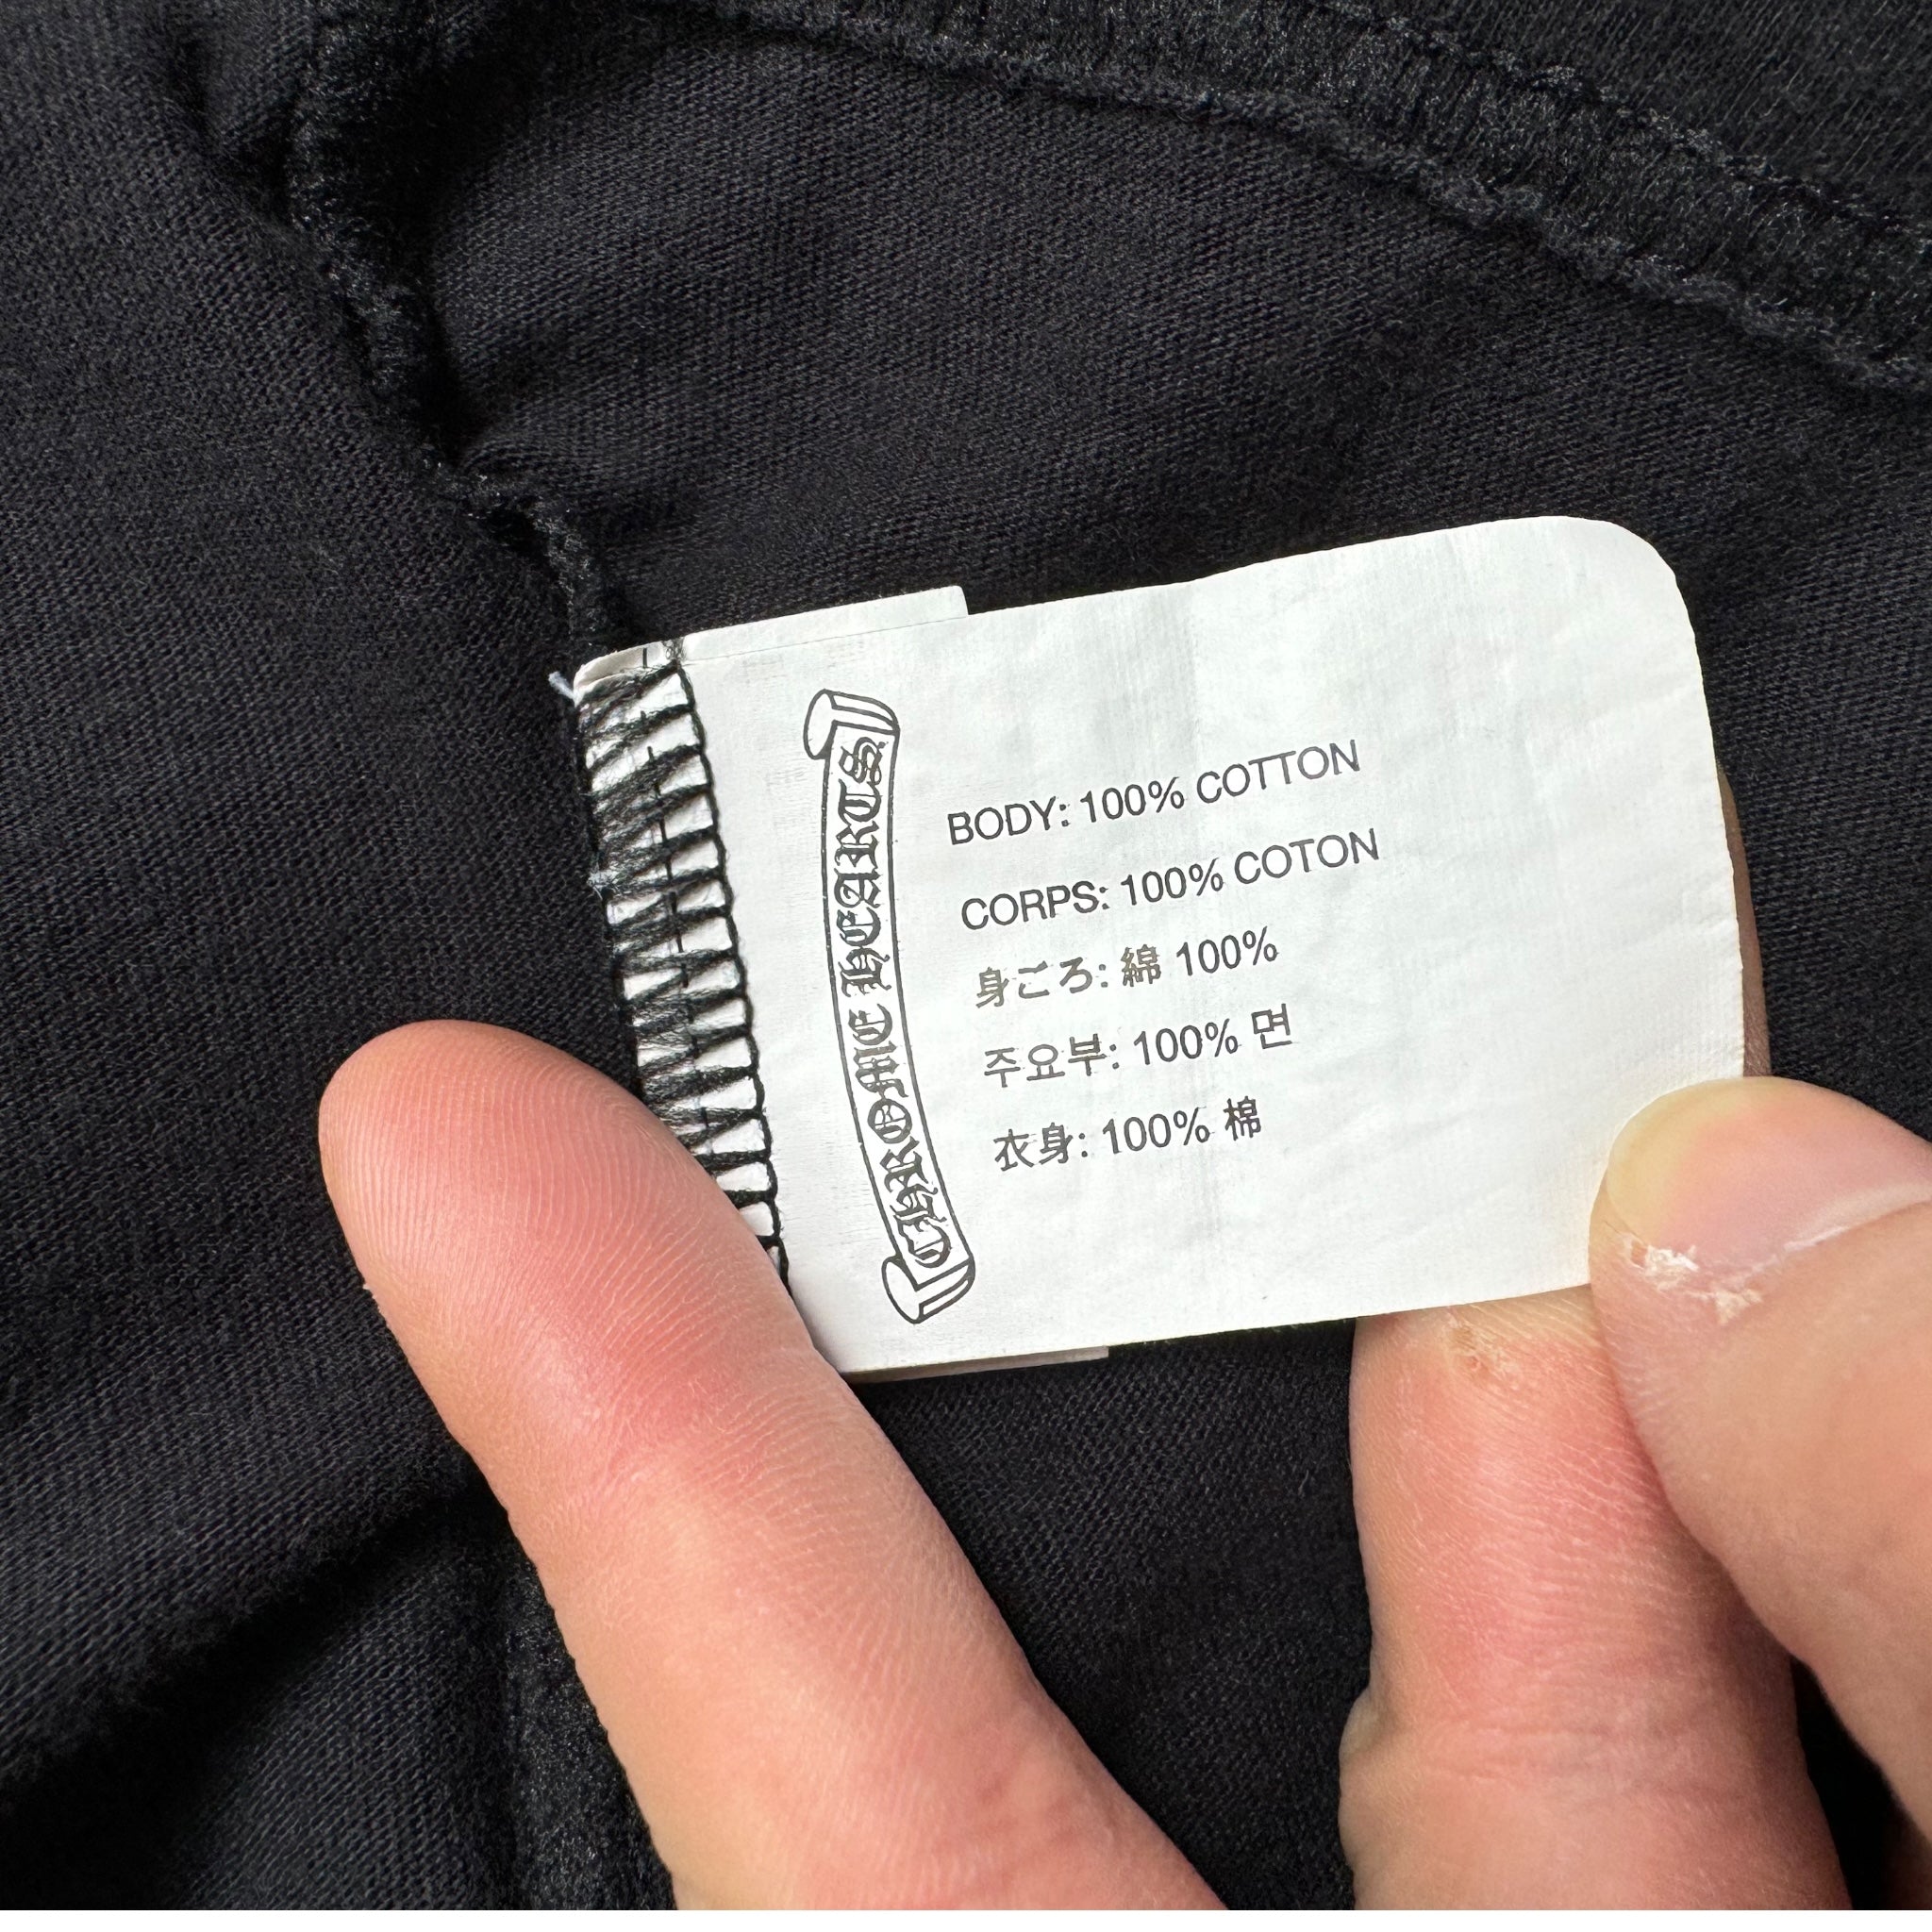 CHROME HEARTS
BODY: 100% COTTON
CORPS: 100% COTON
身ごろ: 綿 100%
주요부: 100% 면
衣身: 100% 棉